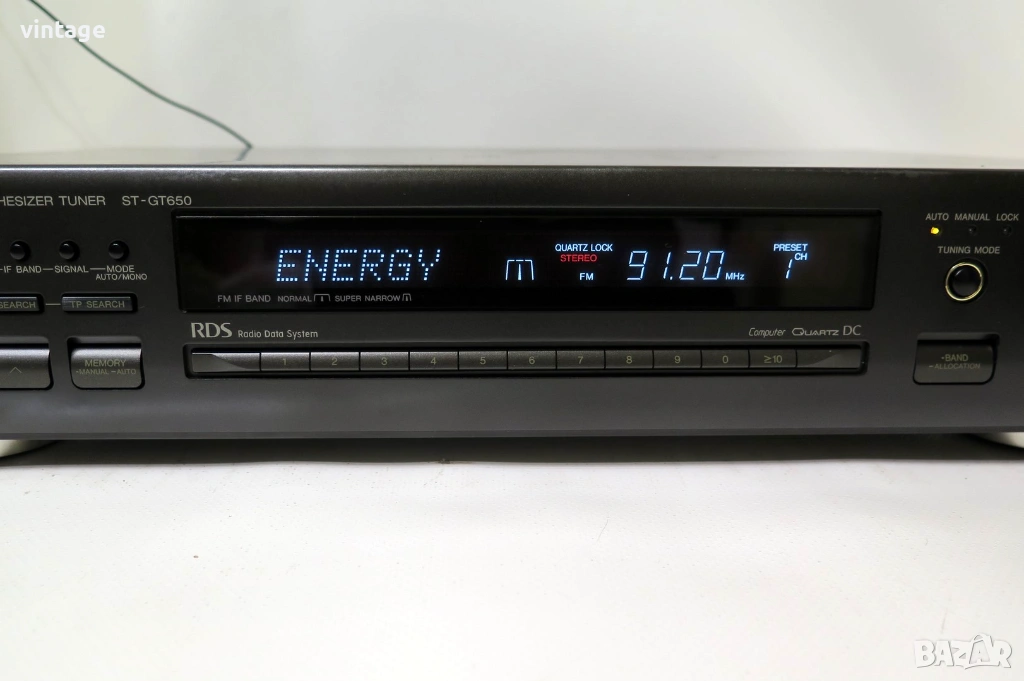 vintage
HESIZER TUNER ST-GT650
AUTO MANUAL LOCK
TUNING MODE
IF BAND SIGNAL MODE
AUTO/MONO
ENERGY
QUARTZ LOCK
STEREO
FM
91.20 MHz
PRESET
CH
1
FM IF BAND NORMAL SUPER NARROW
SEARCH TP SEARCH
RDS Radio Data System
Computer QUARTZ DC
MEMORY
-MANUAL -AUTO
1 2 3 4 5 6 7 8 9 0 ≥10
-BAND
-ALLOCATION
BAZAR